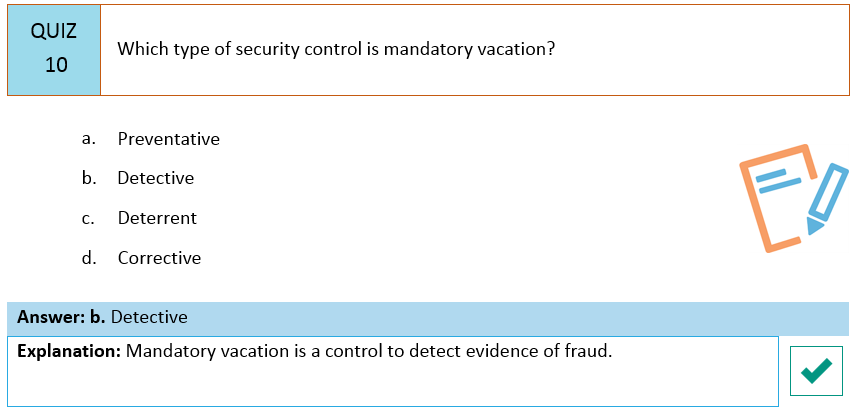 QUIZ
10
Which type of security control is mandatory vacation?
a. Preventative
b. Detective
c. Deterrent
d. Corrective
Answer: b. Detective
Explanation: Mandatory vacation is a control to detect evidence of fraud.